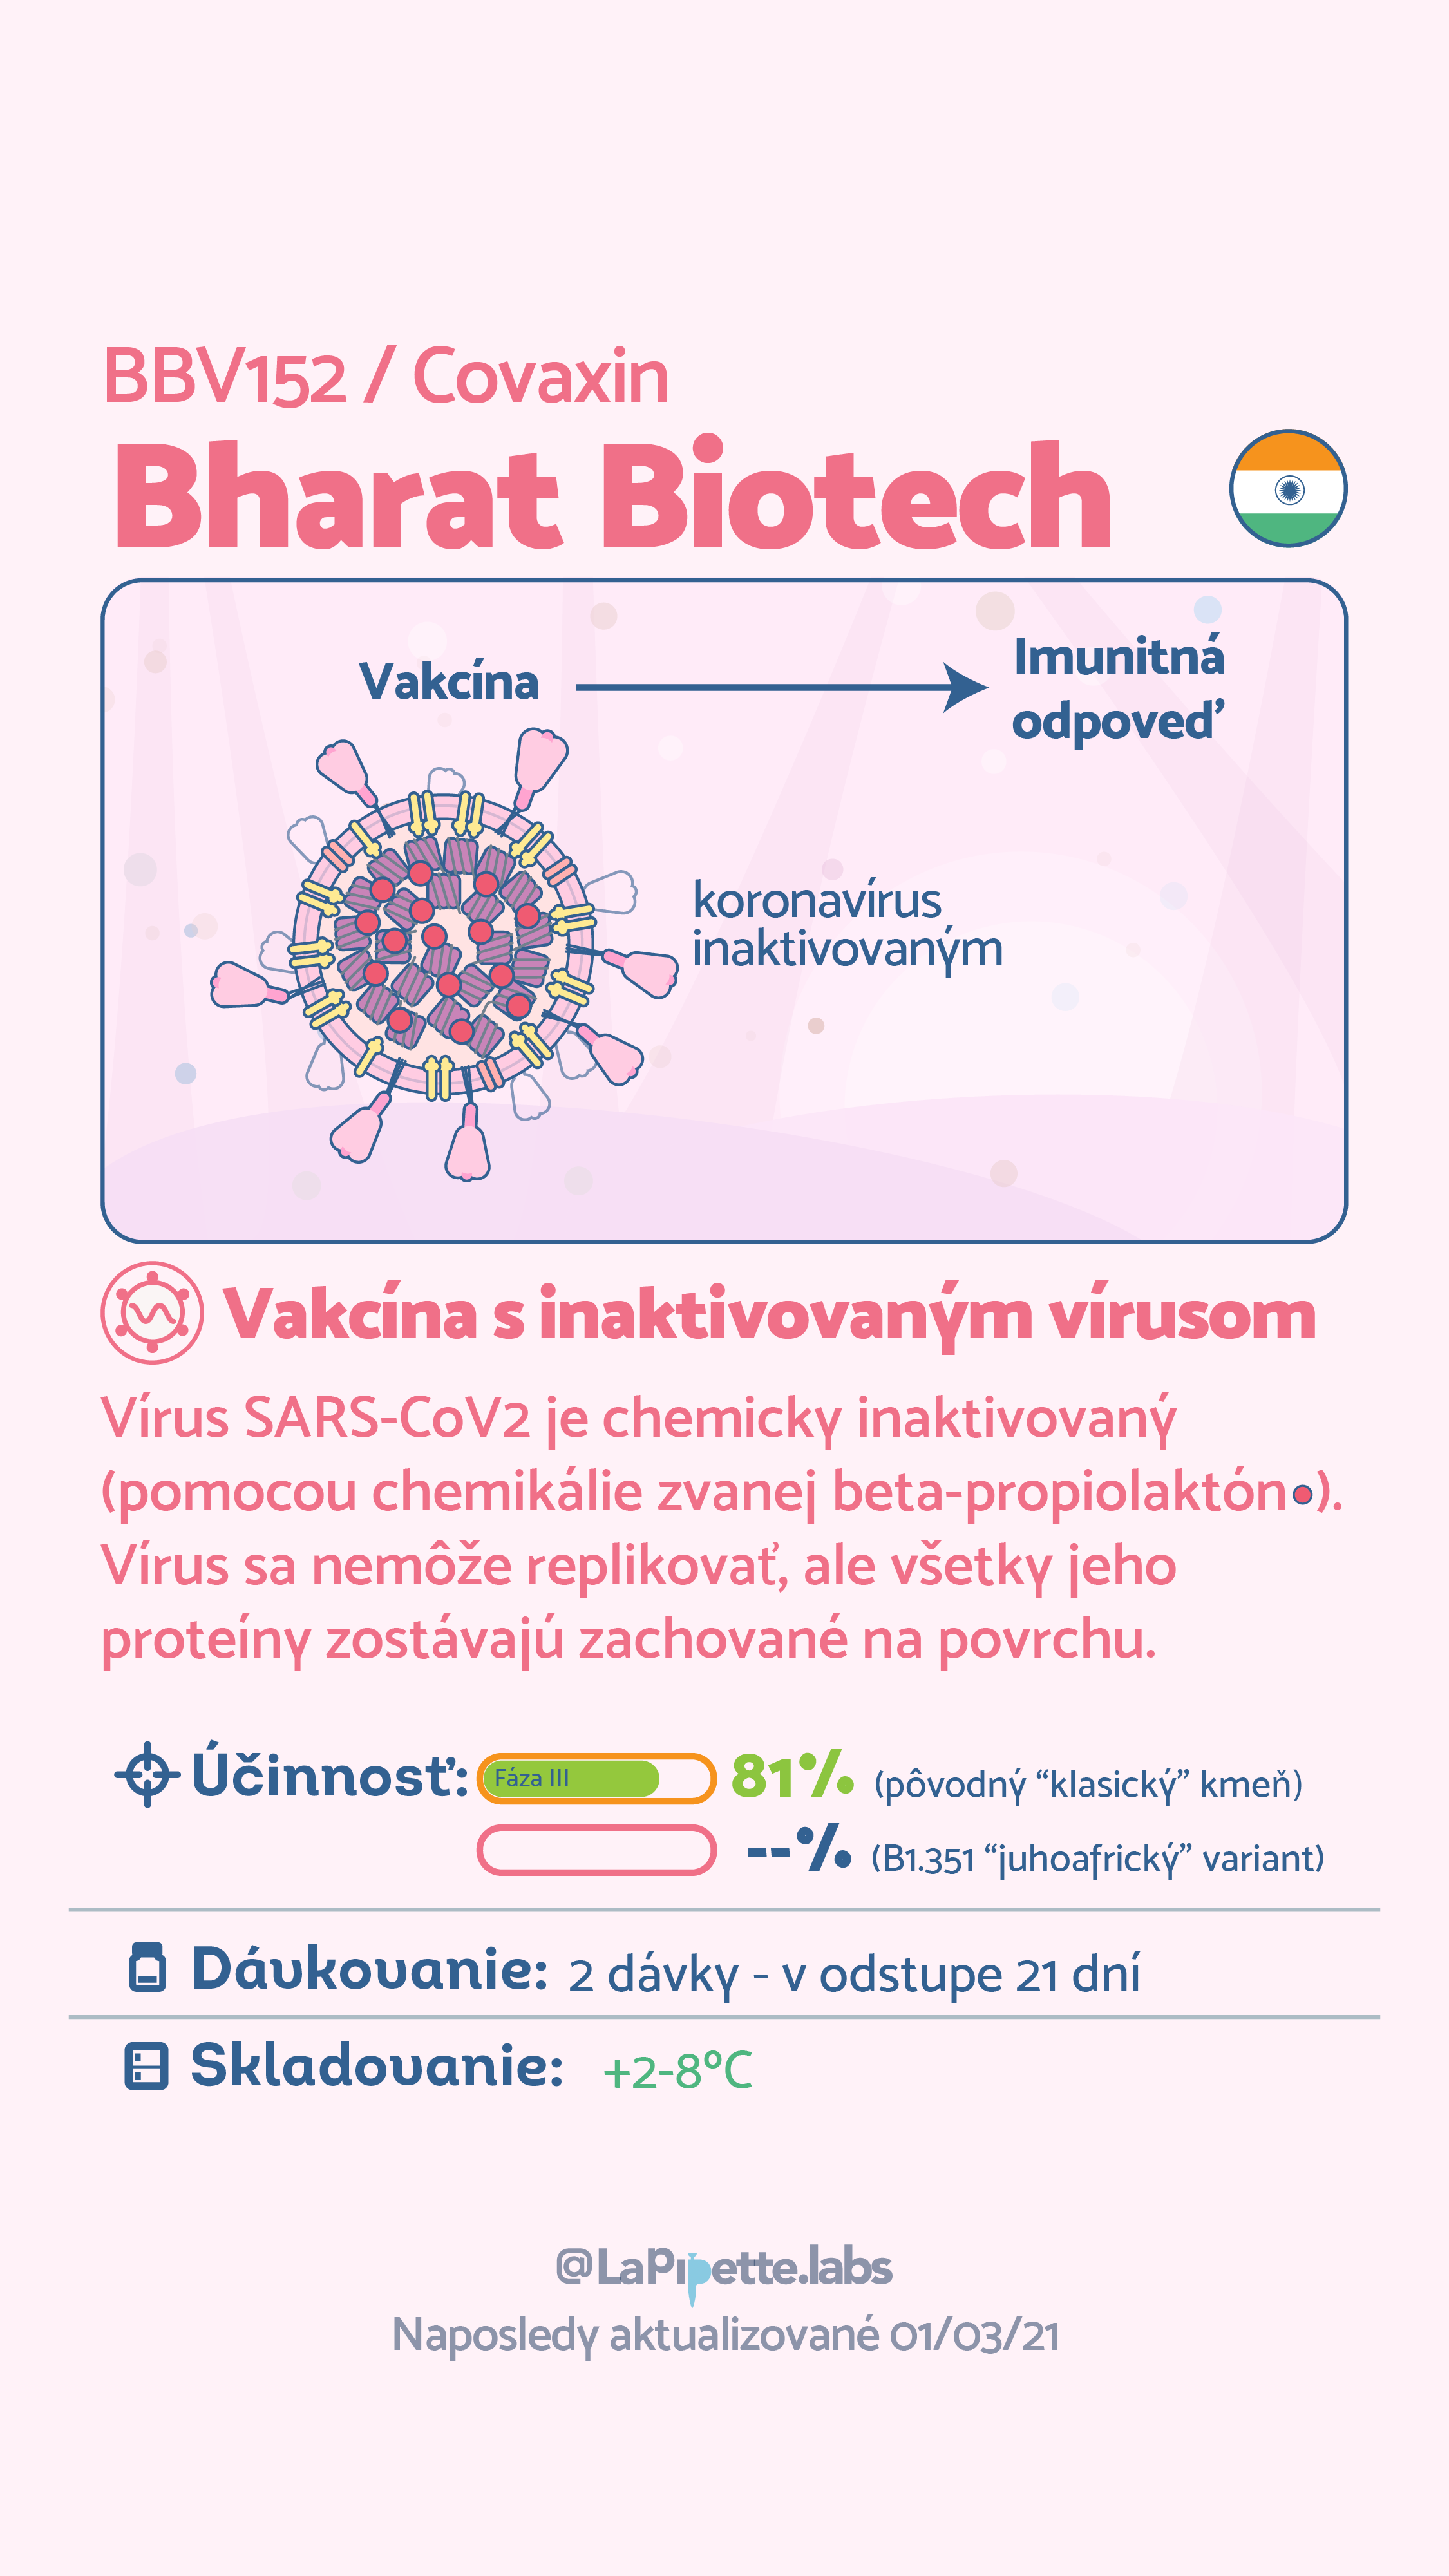 BBV152 / Covaxin
Bharat Biotech
Vakcína
Imunitná
odpoveď
koronavírus
inaktivovaným
Vakcína s inaktivovaným vírusom
Vírus SARS-CoV2 je chemicky inaktivovaný
(pomocou chemikálie zvanej beta-propiolaktón).
Vírus sa nemôže replikovať, ale všetky jeho
proteíny zostávajú zachované na povrchu.
Účinnosť: Fáza III 81% (pôvodný “klasický” kmeň)
--% (B1.351 “juhoafrický” variant)
Dávkovanie: 2 dávky - v odstupe 21 dní
Skladovanie: +2-8ºC
@LaPipette.labs
Naposledy aktualizované 01/03/21